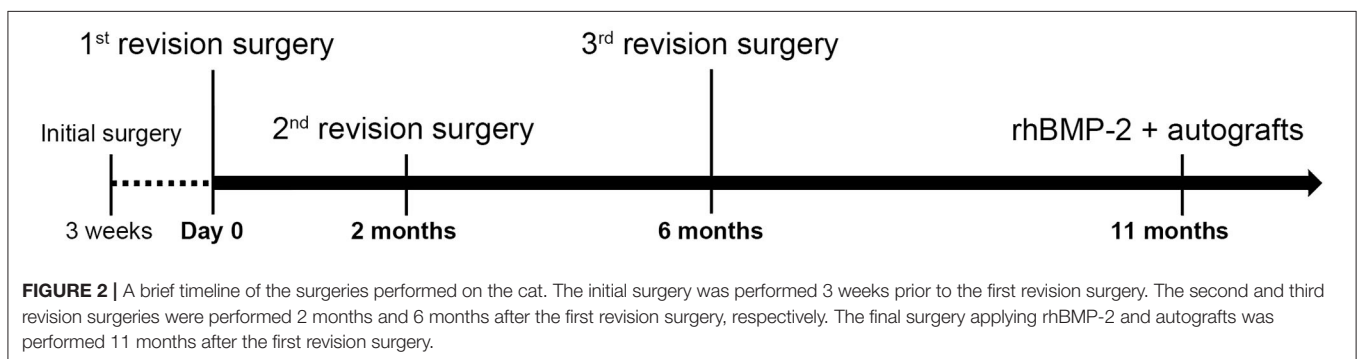 1st revision surgery
3rd revision surgery
Initial surgery
2nd revision surgery
rhBMP-2 + autografts
3 weeks
Day 0
2 months
6 months
11 months
FIGURE 2 | A brief timeline of the surgeries performed on the cat. The initial surgery was performed 3 weeks prior to the first revision surgery. The second and third
revision surgeries were performed 2 months and 6 months after the first revision surgery, respectively. The final surgery applying rhBMP-2 and autografts was
performed 11 months after the first revision surgery.